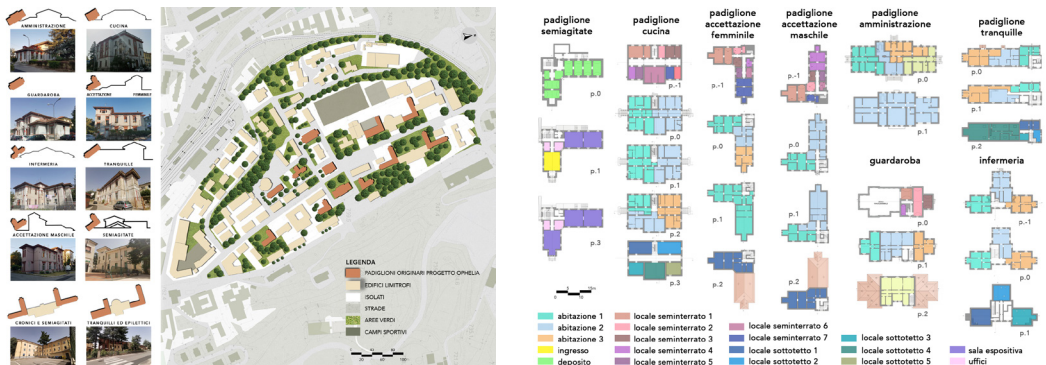 AMMINISTRAZIONE
CUCINA
GUARDAROBA
ACCETTAZIONE FEMMINILE
INFERMERIA
TRANQUILLE
ACCETTAZIONE MASCHILE
SEMIAGITATE
CRONICI E SEMIAGITATI
TRANQUILLI ED EPILETTICI
LEGENDA
PADIGLIONI ORIGINARI PROGETTO OPHELIA
EDIFICI LIMITROFI
ISOLATI
STRADE
AREE VERDI
CAMPI SPORTIVI
padiglione
semiagitate
p.0
p.1
p.3
padiglione
cucina
p.-1
p.0
p.1
p.2
p.3
padiglione
accettazione
femminile
p.-1
p.0
p.1
p.2
padiglione
accettazione
maschile
p.-1
p.0
p.1
p.2
padiglione
amministrazione
p.0
p.1
guardaroba
p.0
p.1
p.2
padiglione
tranquille
p.0
p.1
p.2
infermeria
p.-1
p.0
p.1
abitazione 1
abitazione 2
abitazione 3
ingresso
deposito
locale seminterrato 1
locale seminterrato 2
locale seminterrato 3
locale seminterrato 4
locale seminterrato 5
locale seminterrato 6
locale seminterrato 7
locale sottotetto 1
locale sottotetto 2
locale sottotetto 3
locale sottotetto 4
locale sottotetto 5
sala espositiva
uffici